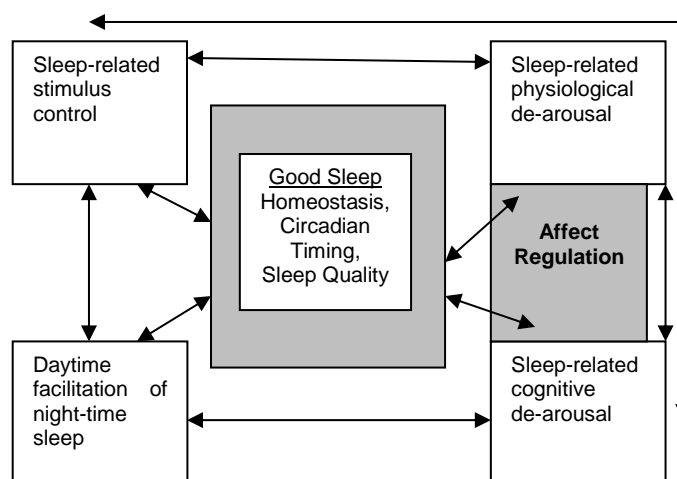 Sleep-related
stimulus
control
Sleep-related
physiological
de-arousal
Good Sleep
Homeostasis,
Circadian
Timing,
Sleep Quality
Affect
Regulation
Daytime
facilitation of
night-time
sleep
Sleep-related
cognitive
de-arousal